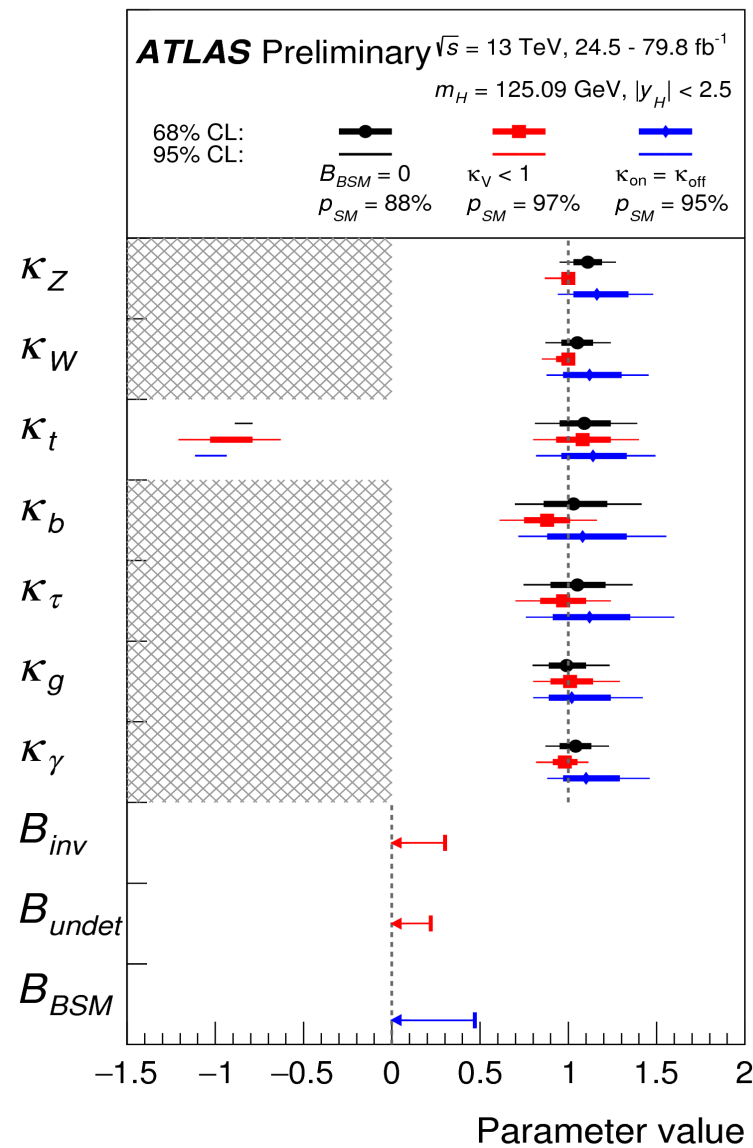 ATLAS Preliminary √s = 13 TeV, 24.5 - 79.8 fb⁻¹
m_H = 125.09 GeV, |y_H| < 2.5
68% CL:
95% CL:
B_BSM = 0 κ_V < 1 κ_on = κ_off
p_SM = 88% p_SM = 97% p_SM = 95%
κ_Z
κ_W
κ_t
κ_b
κ_τ
κ_g
κ_γ
B_inv
B_undet
B_BSM
−1.5 −1 −0.5 0 0.5 1 1.5 2
Parameter value